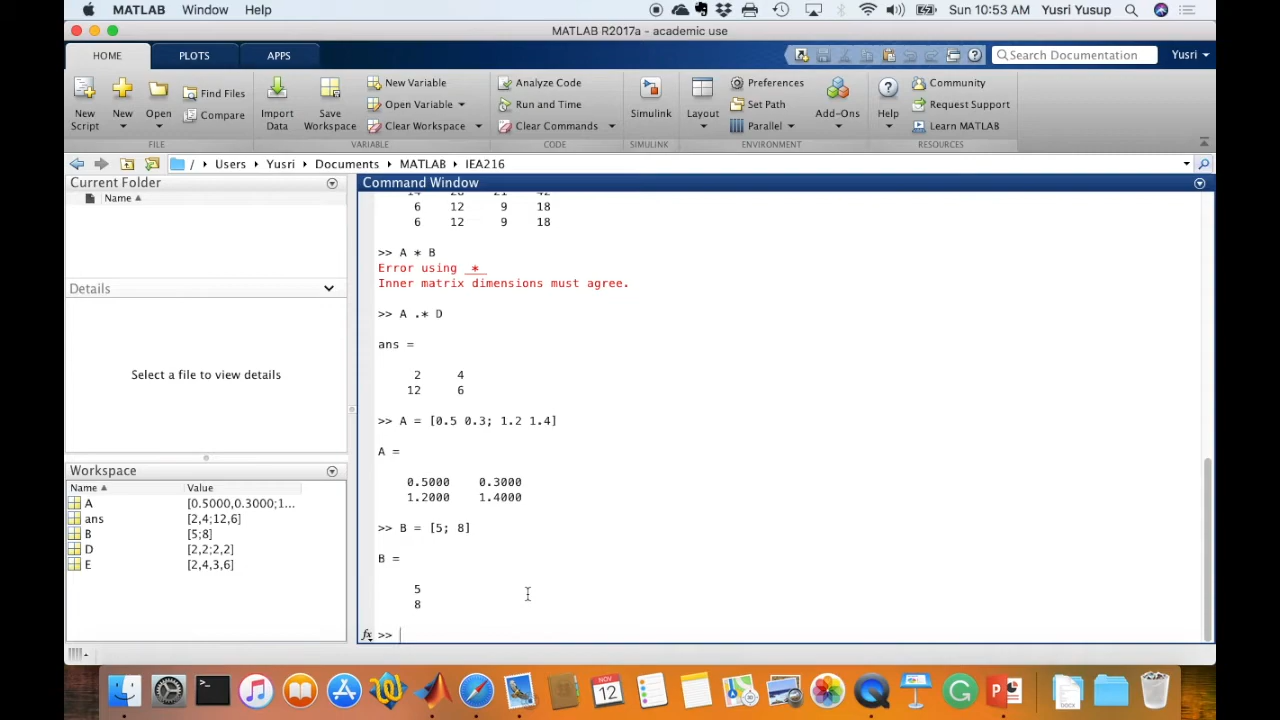 MATLAB Window Help
Sun 10:53 AM Yusri Yusup
MATLAB R2017a - academic use
HOME PLOTS APPS
Search Documentation
Yusri
New Script
New
Open
Find Files
Compare
Import Data
Save Workspace
New Variable
Open Variable
Clear Workspace
Analyze Code
Run and Time
Clear Commands
Simulink
Layout
Preferences
Set Path
Parallel
Add-Ons
Help
Community
Request Support
Learn MATLAB
FILE VARIABLE CODE SIMULINK ENVIRONMENT RESOURCES
/ Users Yusri Documents MATLAB IEA216
Current Folder
Name
Details
Select a file to view details
Workspace
Name Value
A [0.5000,0.3000;1...
ans [2,4;12,6]
B [5;8]
D [2,2;2,2]
E [2,4,3,6]
Command Window
6 12 9 18
6 12 9 18
>> A * B
Error using *
Inner matrix dimensions must agree.
>> A .* D
ans =
2 4
12 6
>> A = [0.5 0.3; 1.2 1.4]
A =
0.5000 0.3000
1.2000 1.4000
>> B = [5; 8]
B =
5
8
fx >>
NOV
12